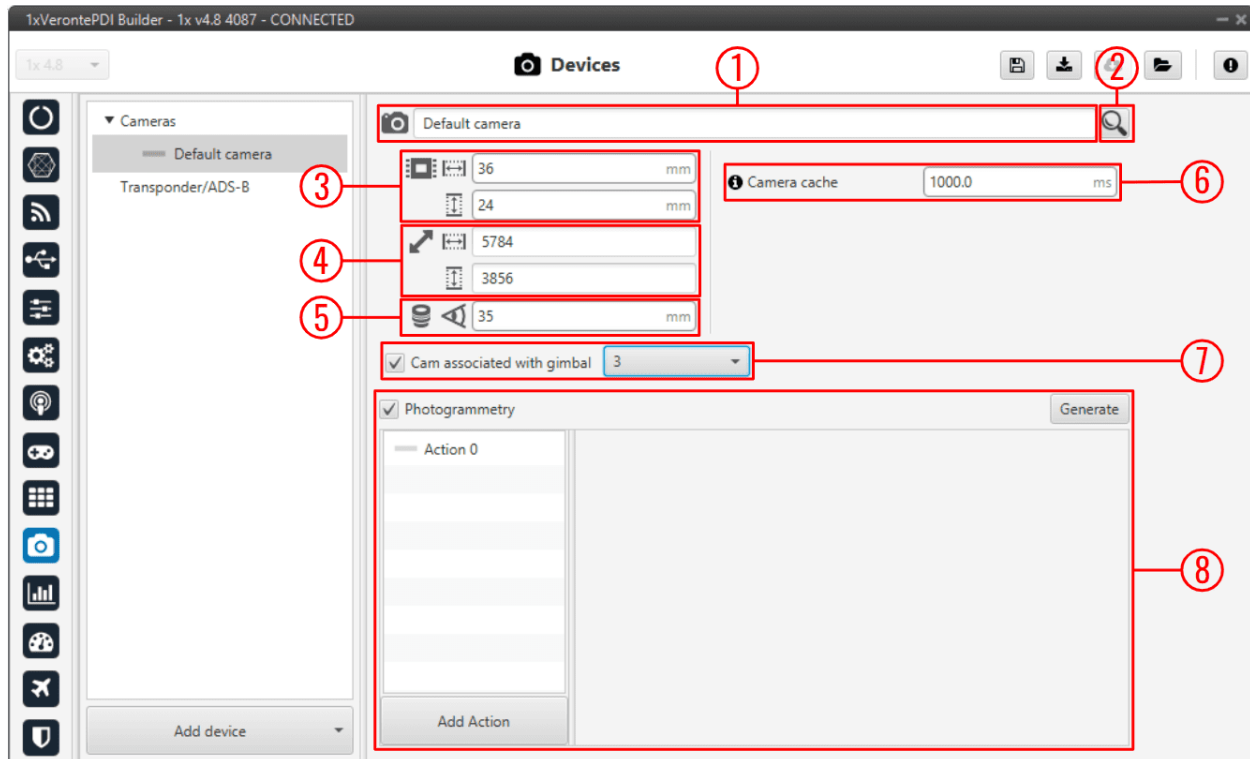 1xVerontePDI Builder - 1x v4.8 4087 - CONNECTED
1x 4.8
Devices
1
2
Cameras
Default camera
Transponder/ADS-B
Add device
Default camera
3
36 mm
24 mm
Camera cache 1000.0 ms
6
4
5784
3856
5
35 mm
Cam associated with gimbal 3
7
Photogrammetry Generate
Action 0
8
Add Action